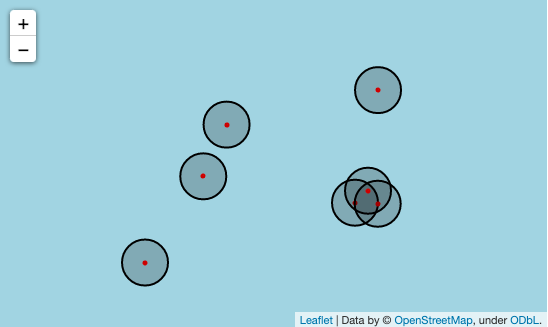 +
−
Leaflet | Data by © OpenStreetMap, under ODbL.